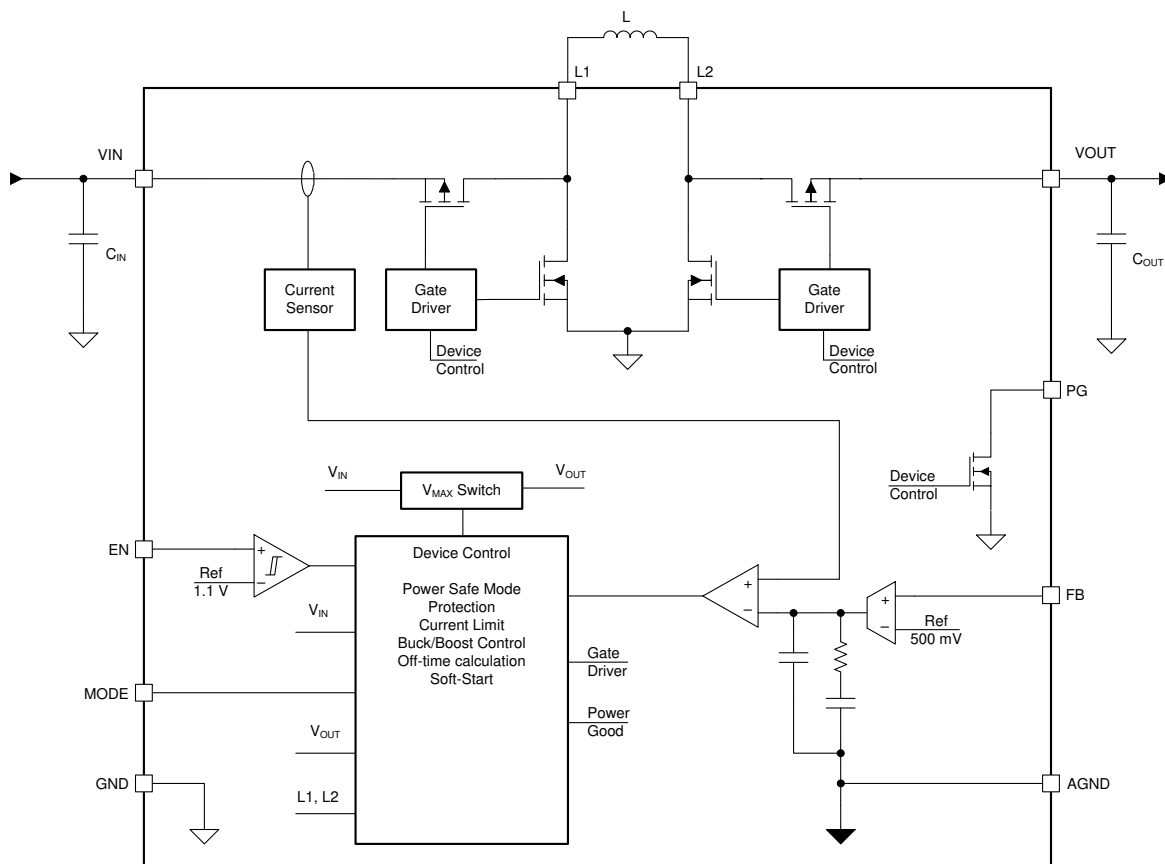 L
L1
L2
VIN
VOUT
CIN
COUT
Current
Sensor
Gate
Driver
Gate
Driver
Device
Control
Device
Control
PG
VIN
VMAX Switch
VOUT
Device
Control
EN
Ref
1.1 V
+
−
Device Control
Power Safe Mode
Protection
Current Limit
Buck/Boost Control
Off-time calculation
Soft-Start
VIN
MODE
VOUT
GND
L1, L2
Gate
Driver
Power
Good
+
−
+
−
Ref
500 mV
FB
AGND